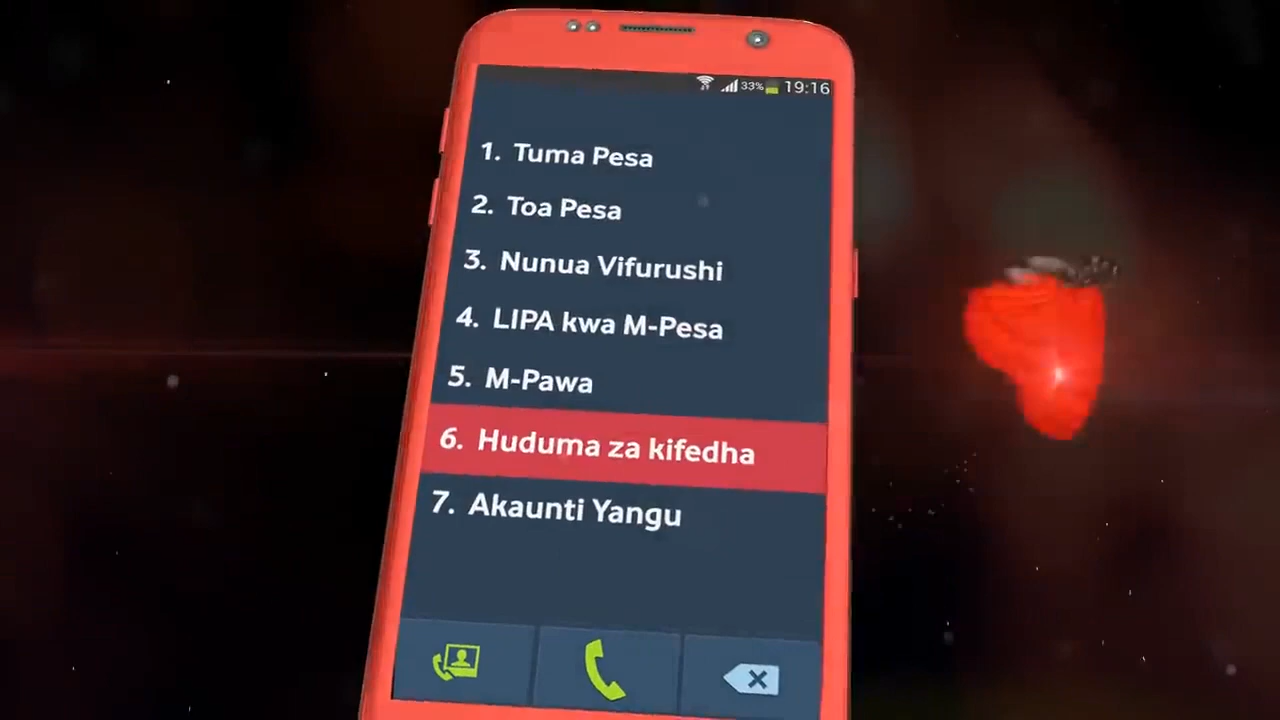 33% 19:16
1. Tuma Pesa
2. Toa Pesa
3. Nunua Vifurushi
4. LIPA kwa M-Pesa
5. M-Pawa
6. Huduma za kifedha
7. Akaunti Yangu